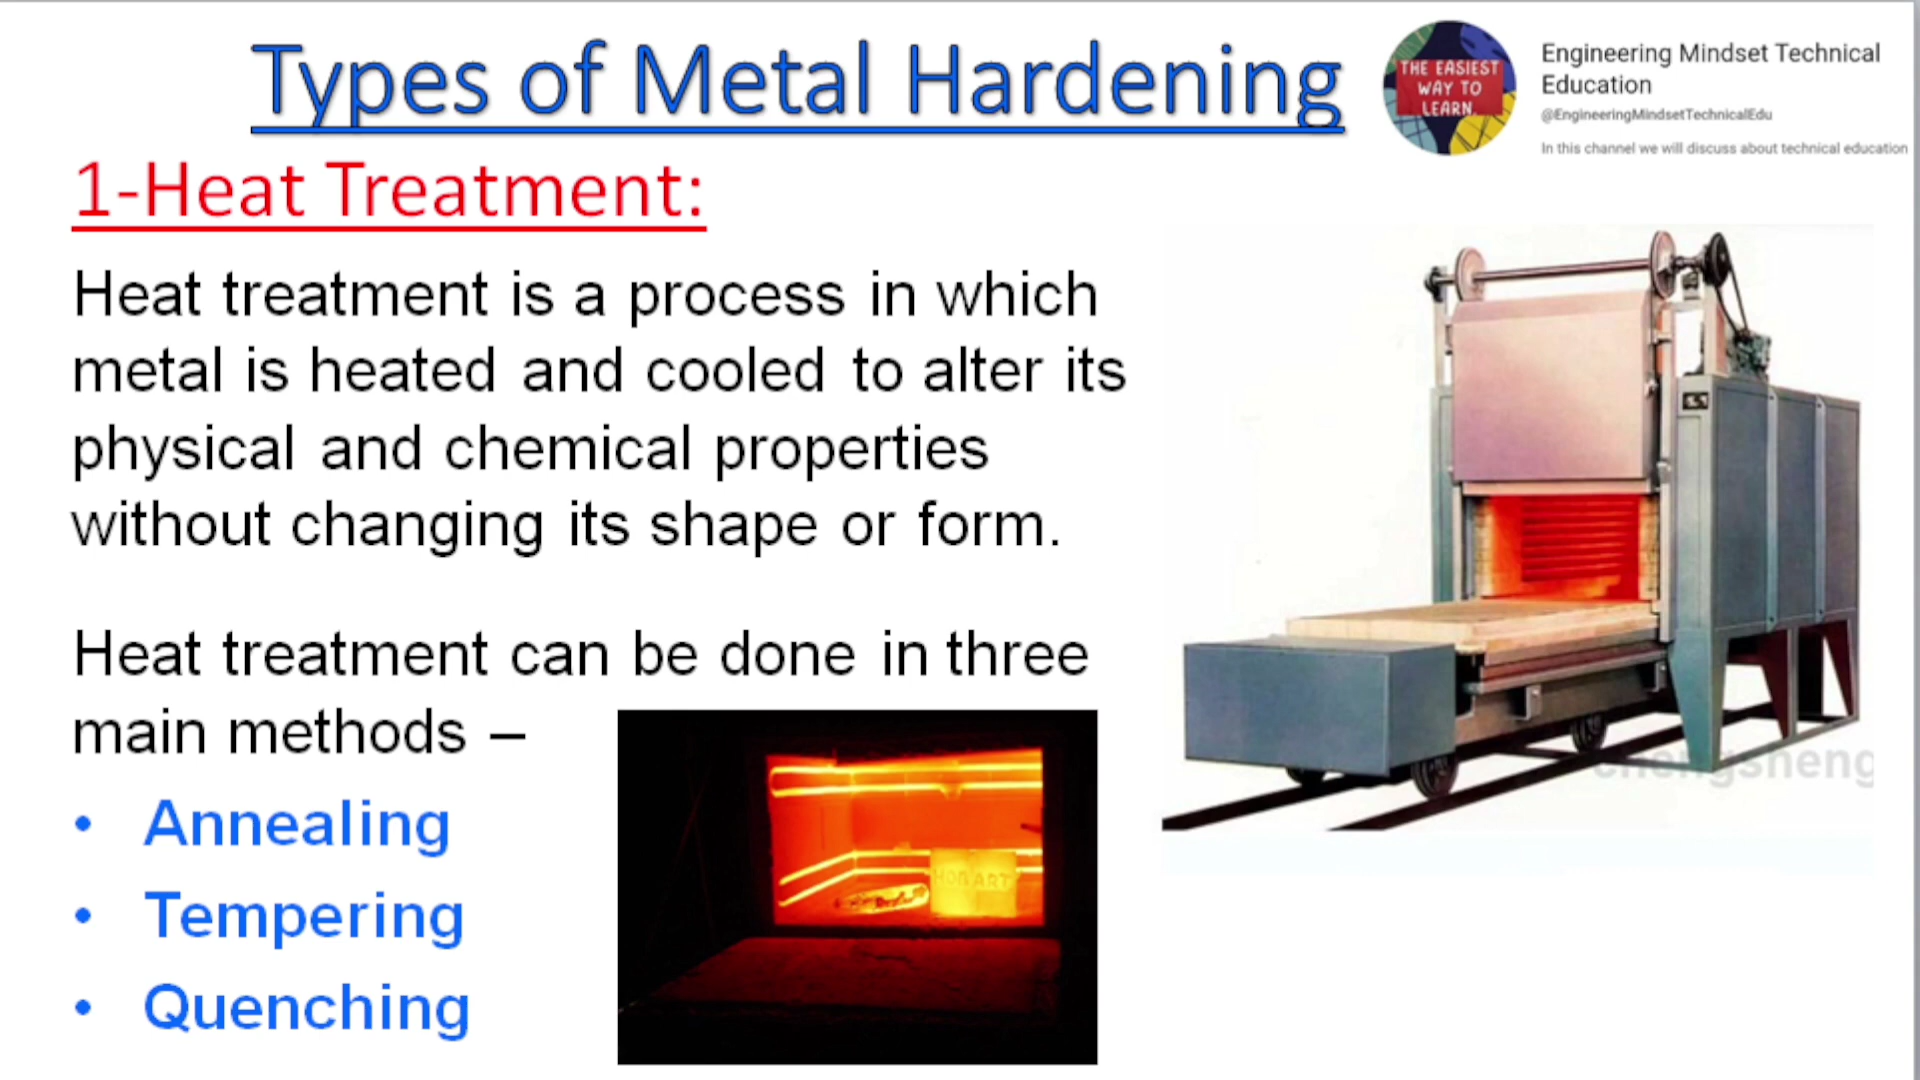 Types of Metal Hardening
THE EASIEST
WAY TO
LEARN.
Engineering Mindset Technical
Education
@EngineeringMindsetTechnicalEdu
In this channel we will discuss about technical education
1-Heat Treatment:
Heat treatment is a process in which
metal is heated and cooled to alter its
physical and chemical properties
without changing its shape or form.
Heat treatment can be done in three
main methods –
• Annealing
• Tempering
• Quenching
HOBART
chengsheng